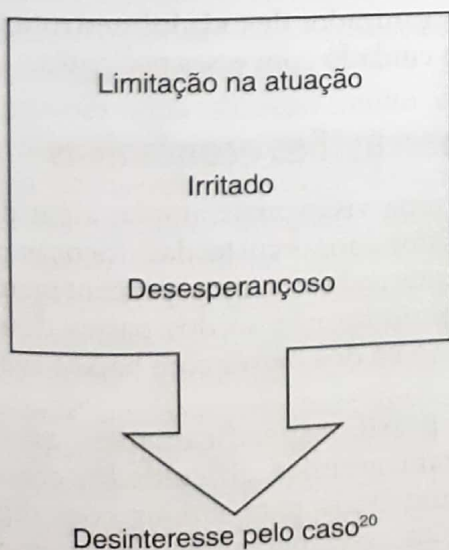 Limitação na atuação
Irritado
Desesperançoso
Desinteresse pelo caso²⁰